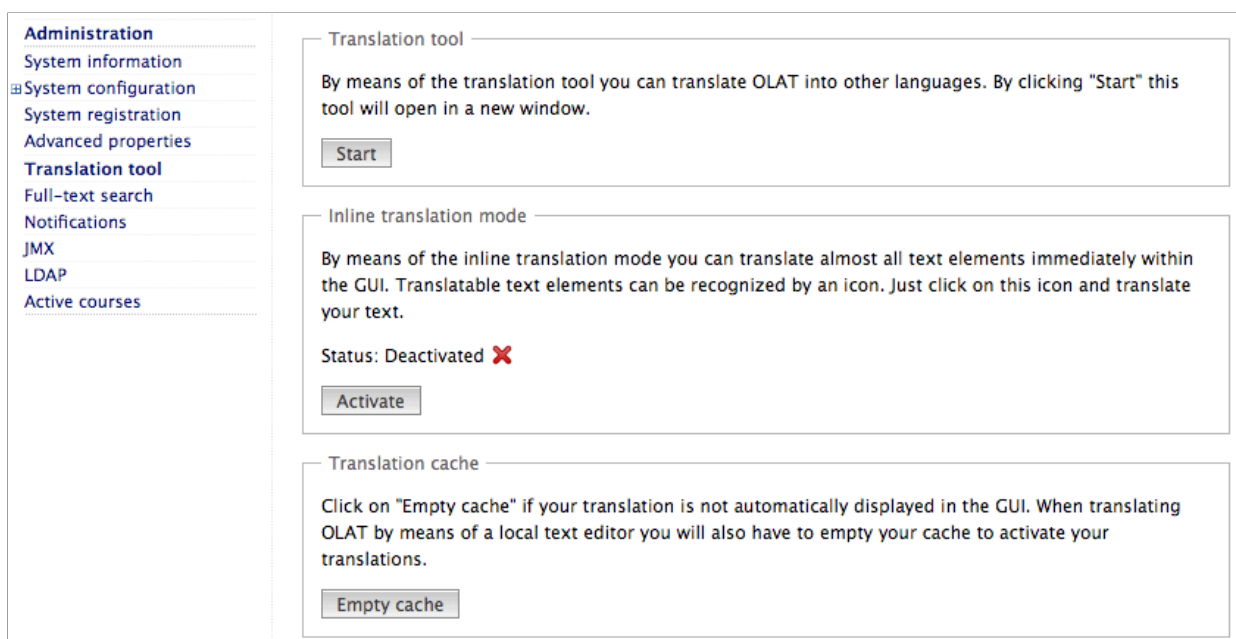 Administration
System information
System configuration
System registration
Advanced properties
Translation tool
Full-text search
Notifications
JMX
LDAP
Active courses
Translation tool
By means of the translation tool you can translate OLAT into other languages. By clicking "Start" this
tool will open in a new window.
Start
Inline translation mode
By means of the inline translation mode you can translate almost all text elements immediately within
the GUI. Translatable text elements can be recognized by an icon. Just click on this icon and translate
your text.
Status: Deactivated
Activate
Translation cache
Click on "Empty cache" if your translation is not automatically displayed in the GUI. When translating
OLAT by means of a local text editor you will also have to empty your cache to activate your
translations.
Empty cache